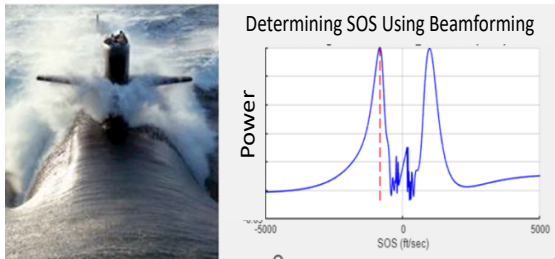 Determining SOS Using Beamforming
Power
-5000
0
5000
SOS (ft/sec)